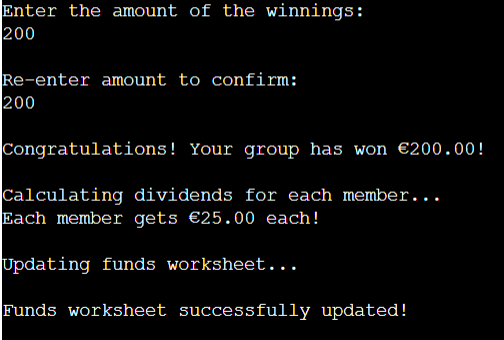 Enter the amount of the winnings:
200
Re-enter amount to confirm:
200
Congratulations! Your group has won €200.00!
Calculating dividends for each member...
Each member gets €25.00 each!
Updating funds worksheet...
Funds worksheet successfully updated!